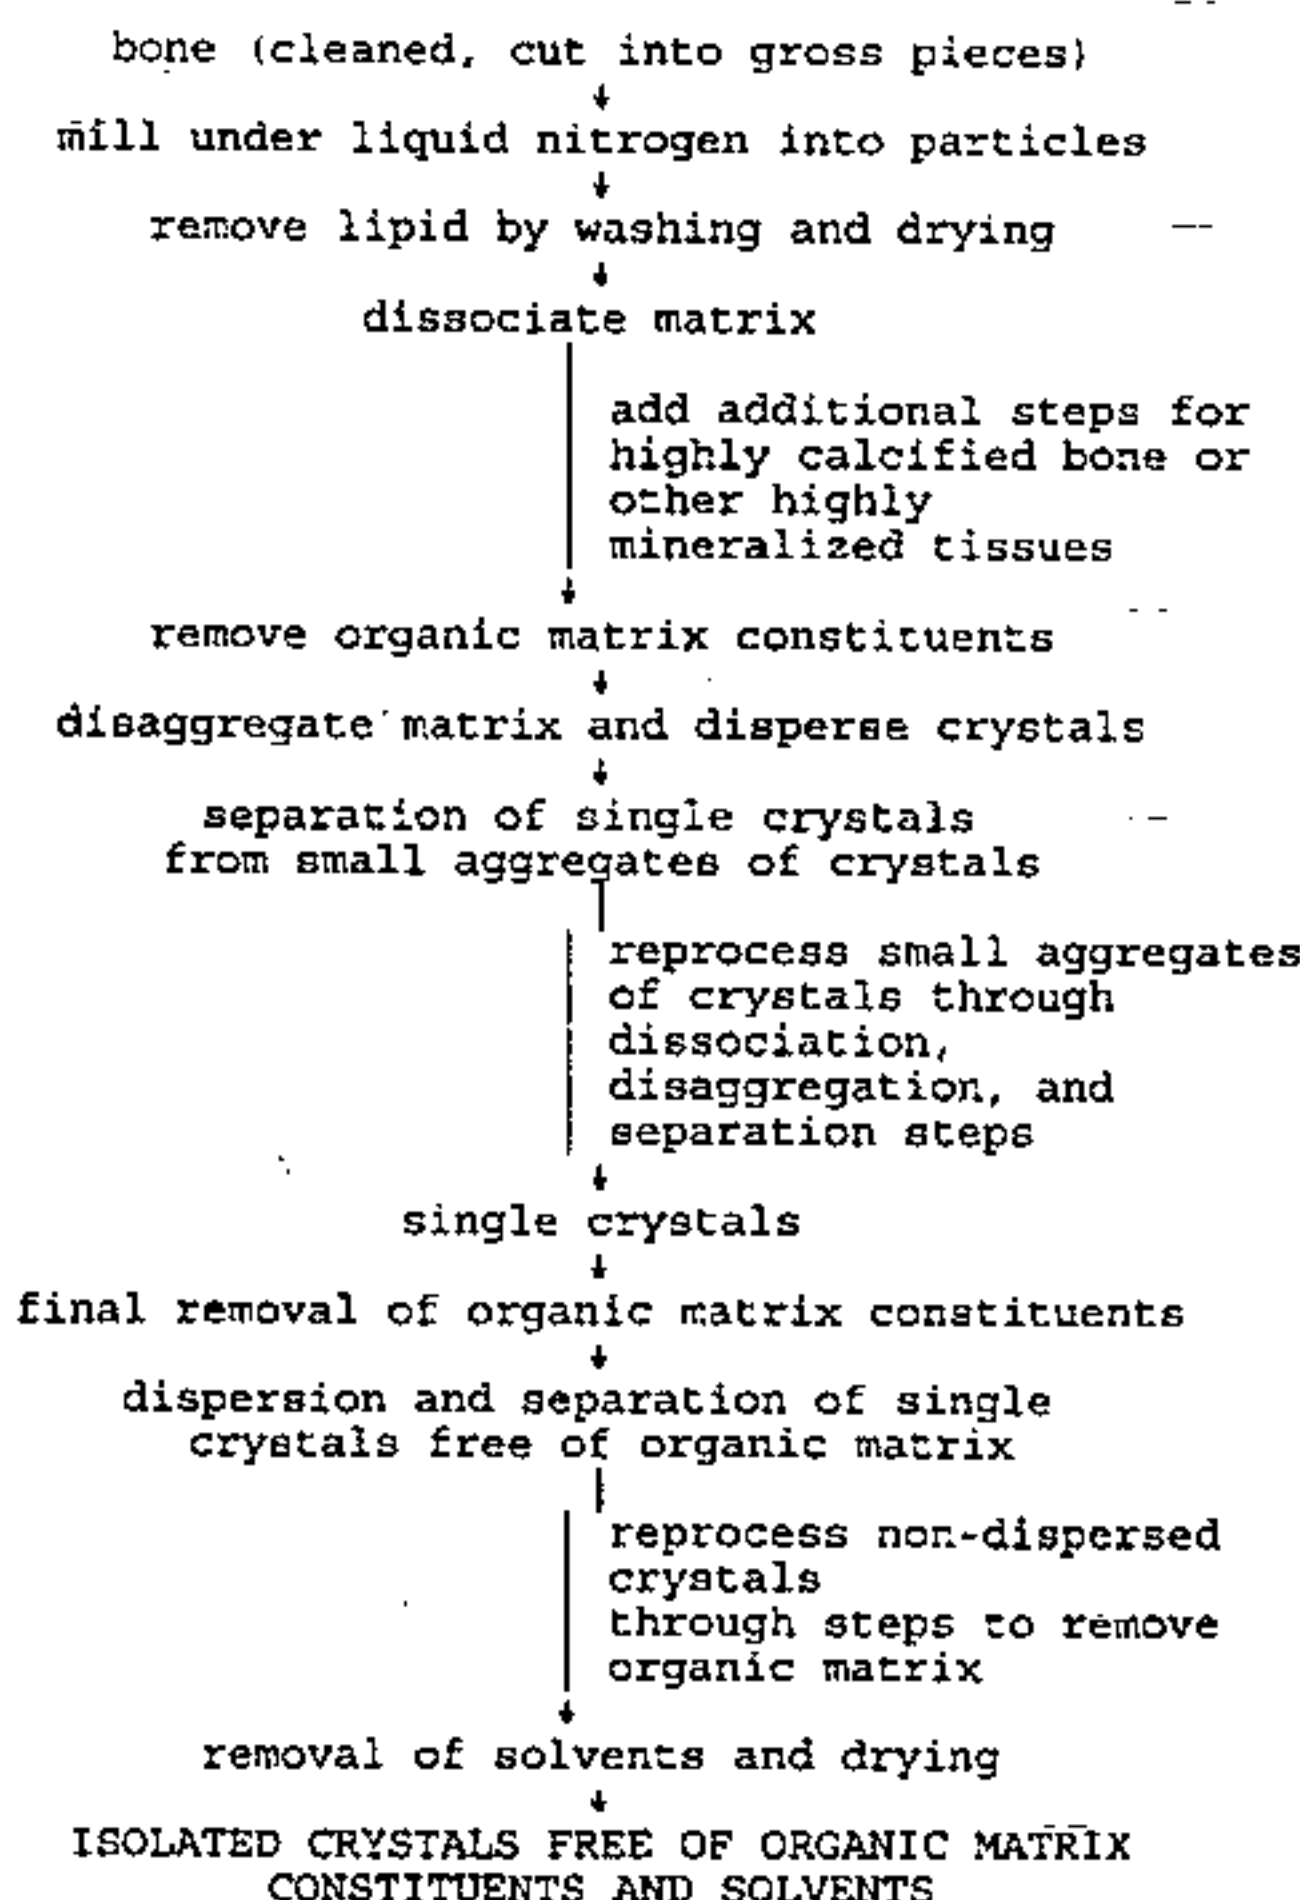 bone (cleaned, cut into gross pieces)
mill under liquid nitrogen into particles
remove lipid by washing and drying
dissociate matrix
add additional steps for
highly calcified bone or
other highly
mineralized tissues
remove organic matrix constituents
disaggregate matrix and disperse crystals
separation of single crystals
from small aggregates of crystals
reprocess small aggregates
of crystals through
dissociation,
disaggregation, and
separation steps
single crystals
final removal of organic matrix constituents
dispersion and separation of single
crystals free of organic matrix
reprocess non-dispersed
crystals
through steps to remove
organic matrix
removal of solvents and drying
ISOLATED CRYSTALS FREE OF ORGANIC MATRIX
CONSTITUENTS AND SOLVENTS